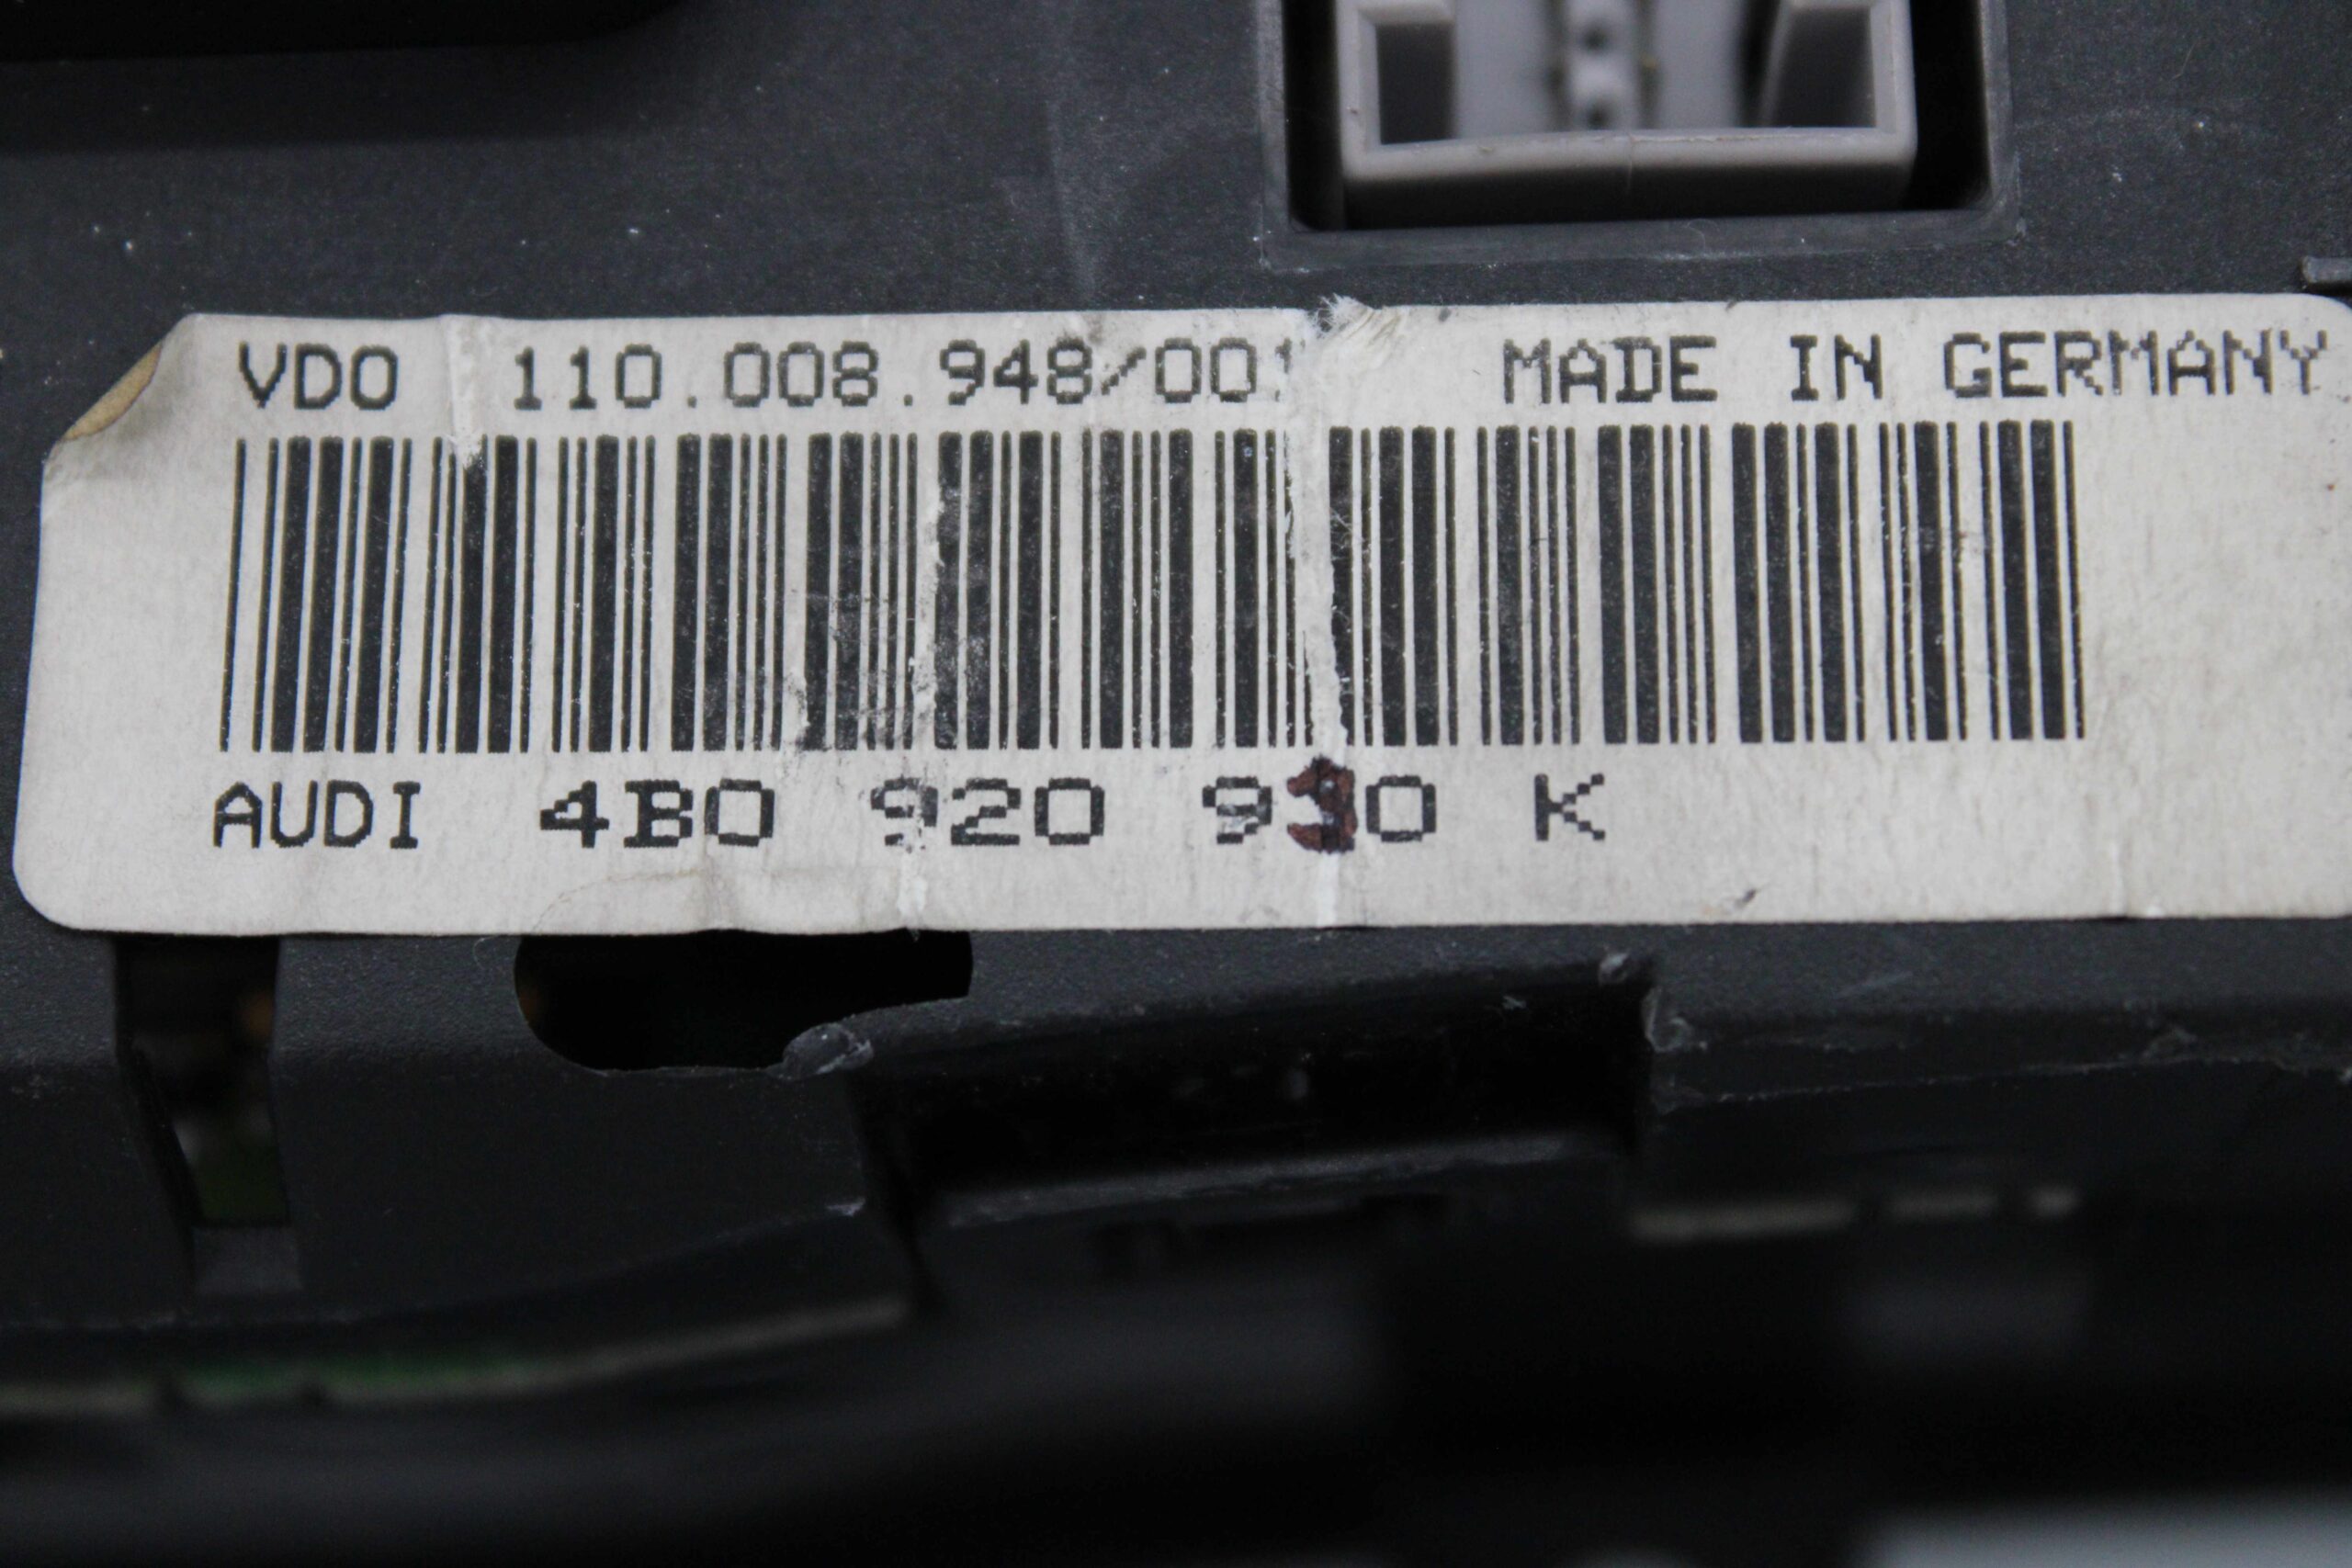 VDO 110.008.948/001 MADE IN GERMANY
AUDI 4B0 920 930 K